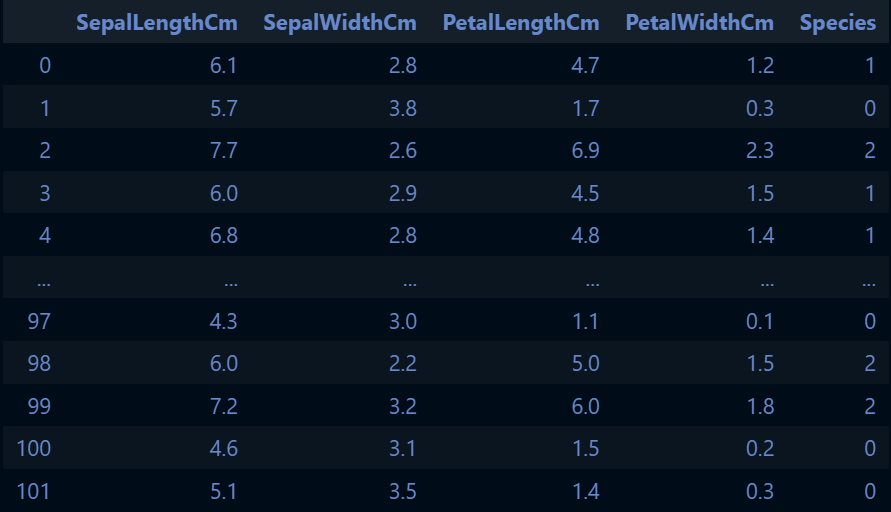 SepalLengthCm SepalWidthCm PetalLengthCm PetalWidthCm Species
0 6.1 2.8 4.7 1.2 1
1 5.7 3.8 1.7 0.3 0
2 7.7 2.6 6.9 2.3 2
3 6.0 2.9 4.5 1.5 1
4 6.8 2.8 4.8 1.4 1
... ... ... ... ... ...
97 4.3 3.0 1.1 0.1 0
98 6.0 2.2 5.0 1.5 2
99 7.2 3.2 6.0 1.8 2
100 4.6 3.1 1.5 0.2 0
101 5.1 3.5 1.4 0.3 0